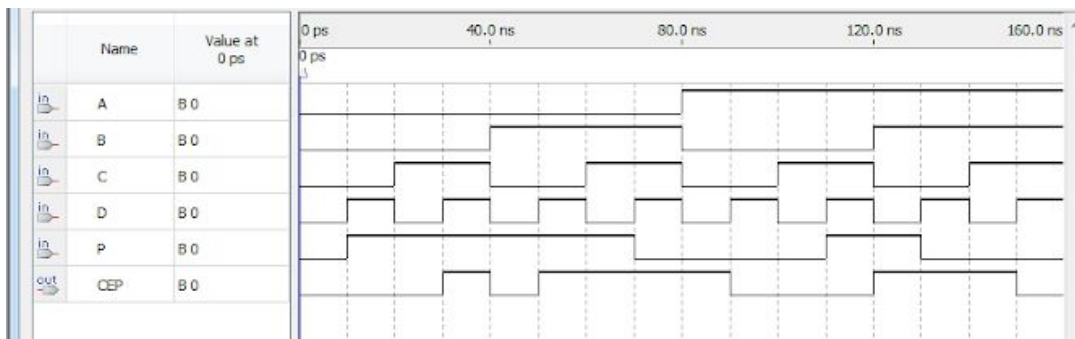 Name
Value at
0 ps
0 ps
40.0 ns
80.0 ns
120.0 ns
160.0 ns
0 ps
in
A
B 0
in
B
B 0
in
C
B 0
in
D
B 0
in
P
B 0
out
CEP
B 0